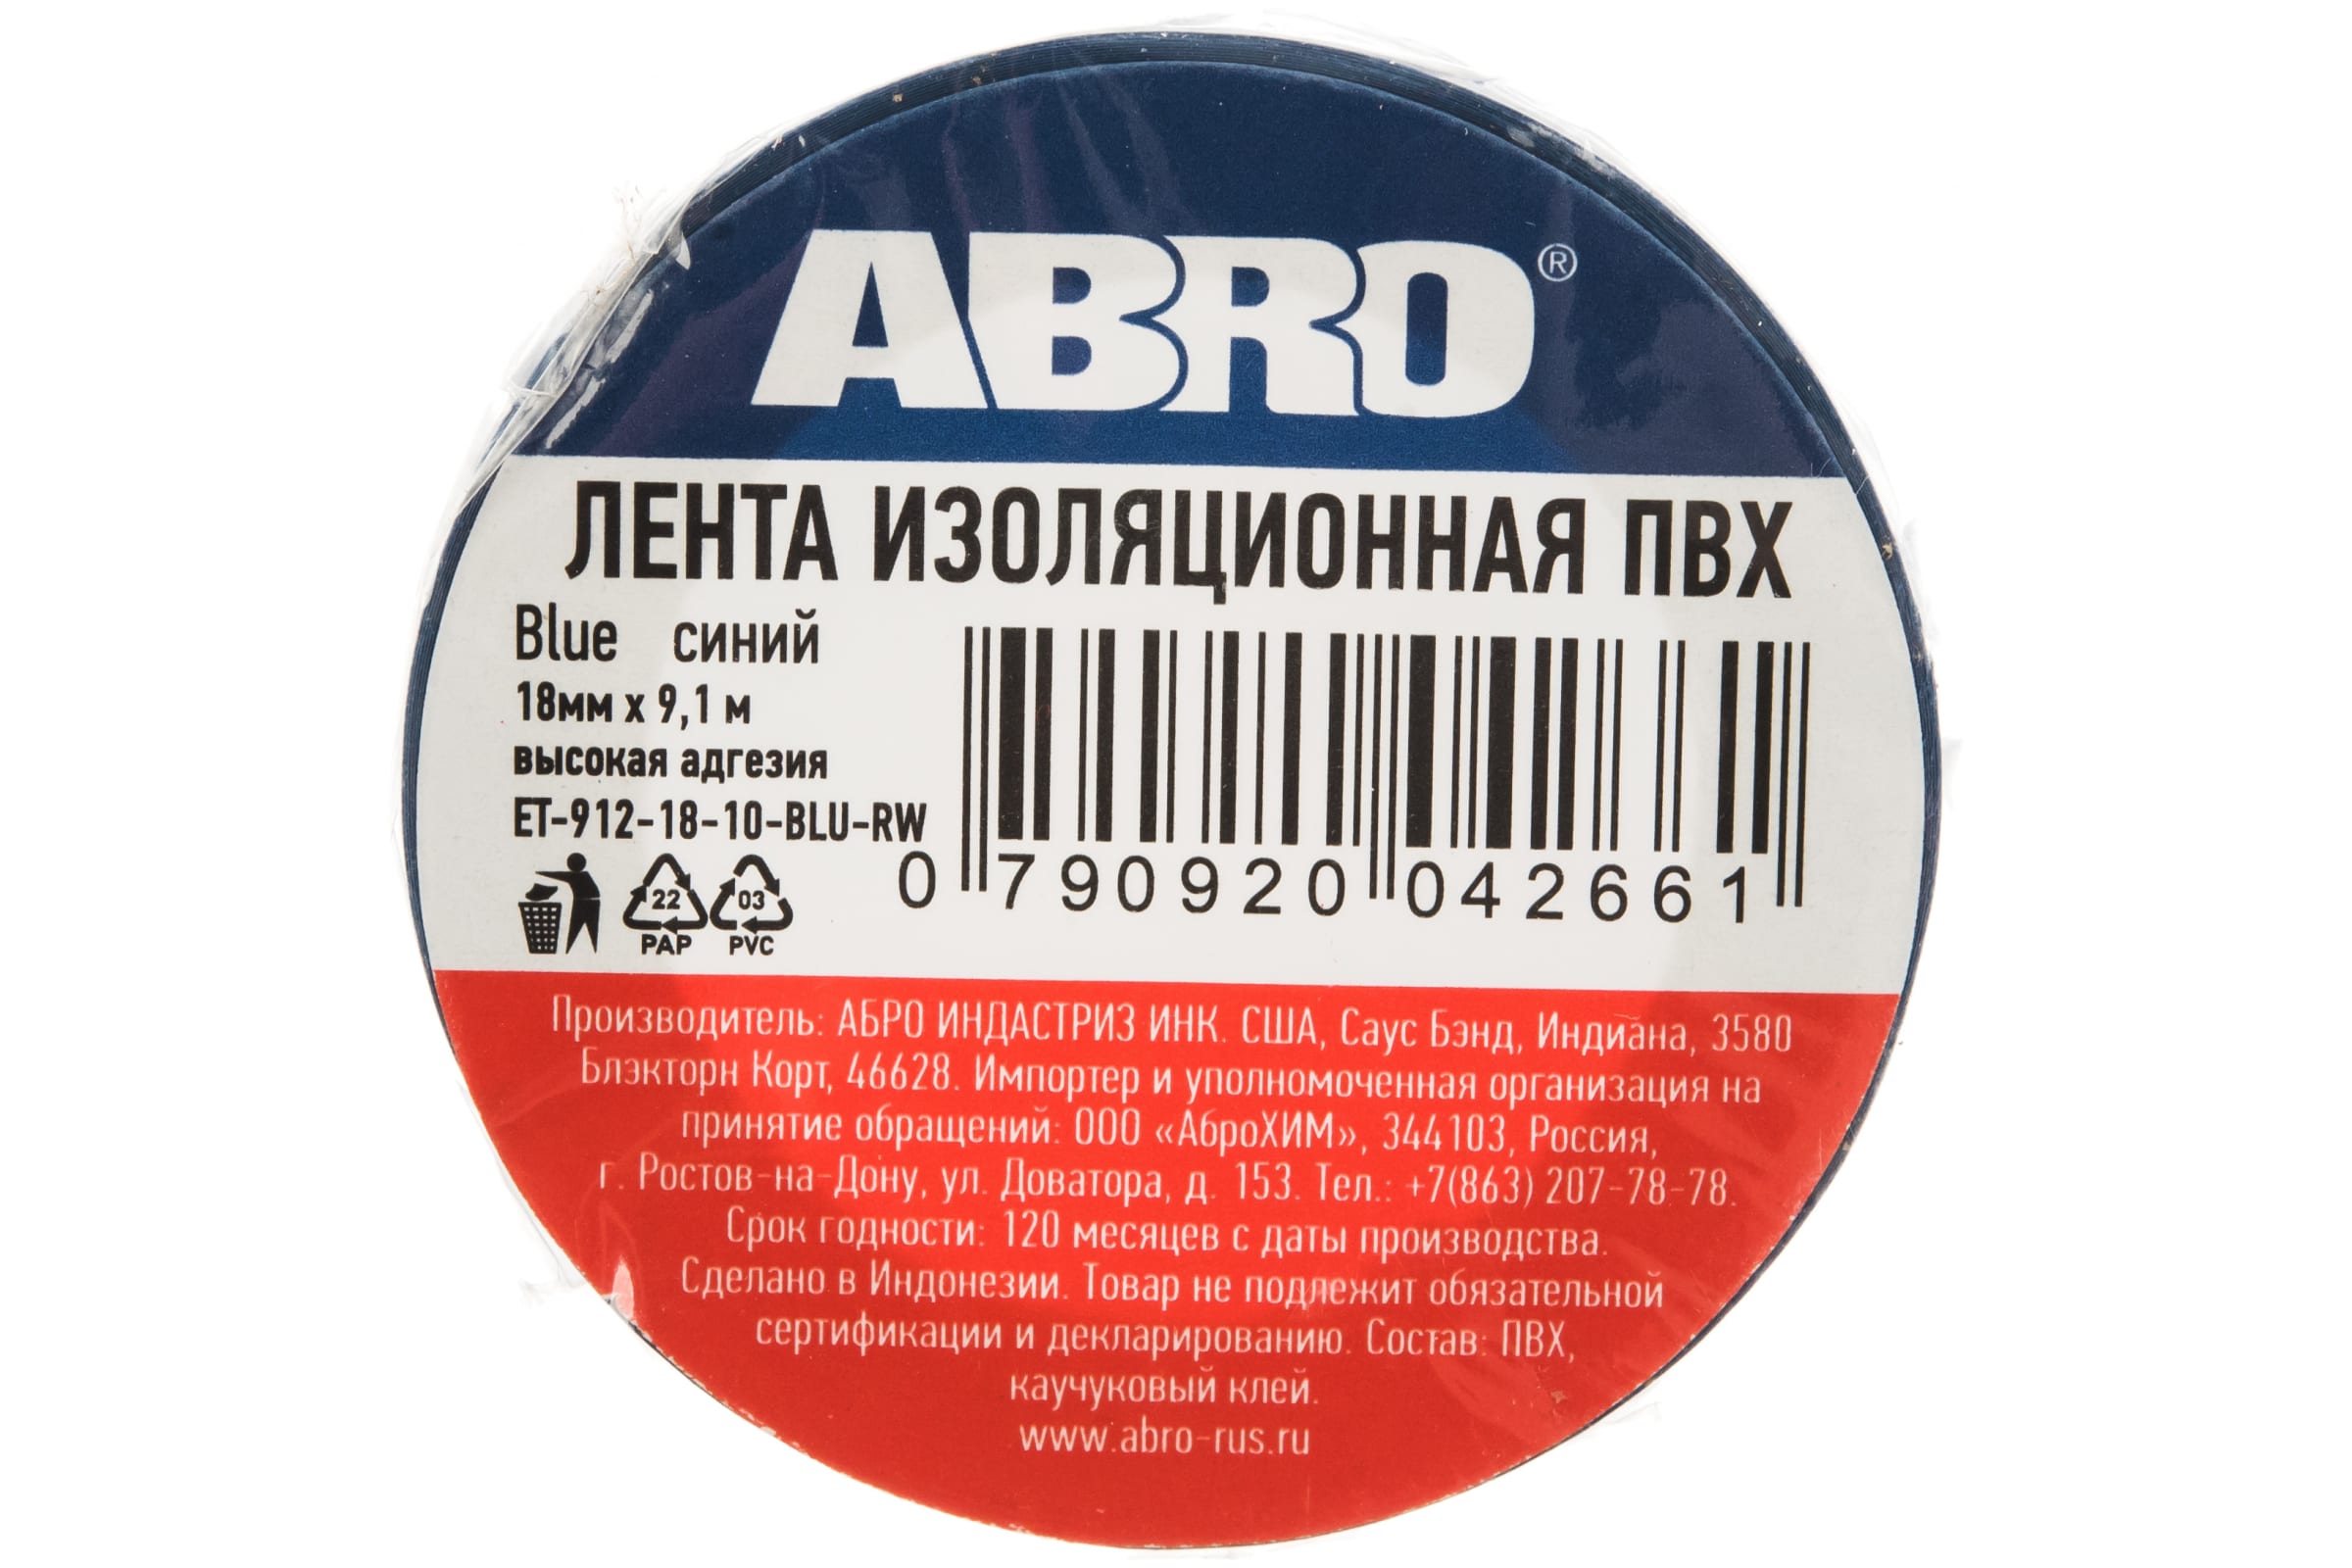 ABRO®
ЛЕНТА ИЗОЛЯЦИОННАЯ ПВХ
Blue синий
18мм х 9,1 м
высокая адгезия
ET-912-18-10-BLU-RW
0 790920 042661
22 03
PAP PVC
Производитель: АБРО ИНДАСТРИЗ ИНК. США, Саус Бэнд, Индиана, 3580
Блэкторн Корт, 46628. Импортер и уполномоченная организация на
принятие обращений: ООО «АброХИМ», 344103, Россия,
г. Ростов-на-Дону, ул. Доватора, д. 153. Тел.: +7(863) 207-78-78.
Срок годности: 120 месяцев с даты производства.
Сделано в Индонезии. Товар не подлежит обязательной
сертификации и декларированию. Состав: ПВХ,
каучуковый клей.
www.abro-rus.ru